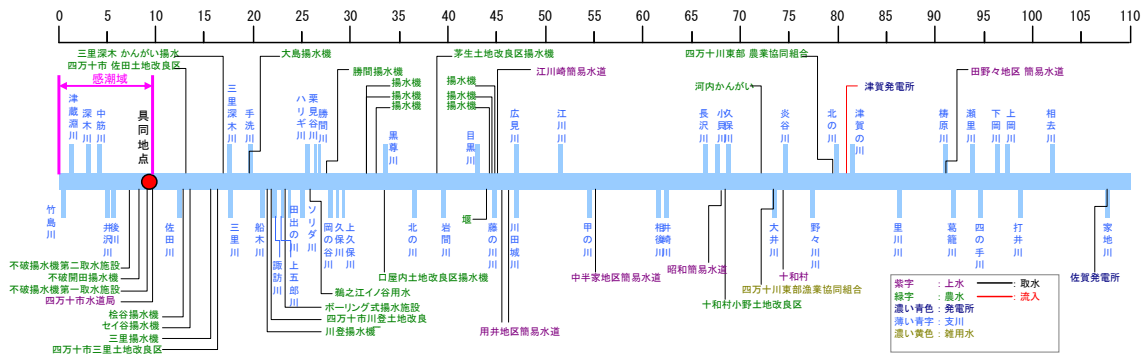 0 5 10 15 20 25 30 35 40 45 50 55 60 65 70 75 80 85 90 95 100 105 110
三里深木 かんがい揚水
四万十市 佐田土地改良区
大島揚水機
勝間揚水機
揚水機
揚水機
揚水機
茅生土地改良区揚水機
揚水機
揚水機
揚水機
江川崎簡易水道
四万十川東部 農業協同組合
河内かんがい
津賀発電所
田野々地区 簡易水道
感潮域
津蔵淵川
深木川
中筋川
具同地点
三里深木川
手洗川
ハリギ川
栗見谷川
勝間川
黒尊川
目黒川
広見川
江川
長沢川
小貝川
久保川
炎谷
北の川
津賀の川
梼原川
瀬里川
下岡川
上岡川
相去川
竹島川
井沢川
後川
佐田川
三里川
船木川
諏訪川
田出の川
上五郎川
ソリダ川
岡の谷川
久保川
上久保川
北の川
岩間川
堰
藤の川
川田城川
甲の川
相後川
井崎川
大井川
野々川
里川
葛籠川
四の手川
打井川
家地川
不破揚水機第二取水施設
不破開田揚水機
不破揚水機第一取水施設
四万十市水道局
桧谷揚水機
セイ谷揚水機
三里揚水機
四万十市三里土地改良区
口屋内土地改良区揚水機
鵜之江イノ谷用水
ボーリング式揚水施設
四万十市川登土地改良
川登揚水機
用井地区簡易水道
中半家地区簡易水道
昭和簡易水道
十和村
四万十川東部漁業協同組合
十和村小野土地改良区
佐賀発電所
紫字 : 上水
緑字 : 農水
濃い青色 : 発電所
薄い青字 : 支川
濃い黄色 : 雑用水
: 取水
: 流入